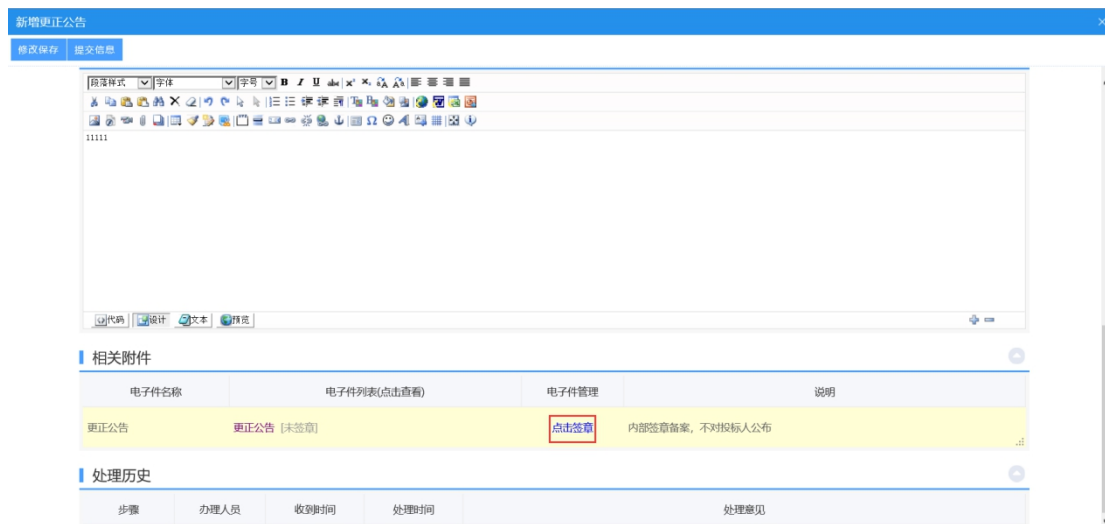 新增更正公告
修改保存 提交信息
段落样式 字体 字号 B I U abc x² x₂
11111
代码 设计 文本 预览
相关附件
电子件名称 电子件列表(点击查看) 电子件管理 说明
更正公告 更正公告 [未签章] 点击签章 内部签章备案，不对投标人公布
处理历史
步骤 办理人员 收到时间 处理时间 处理意见